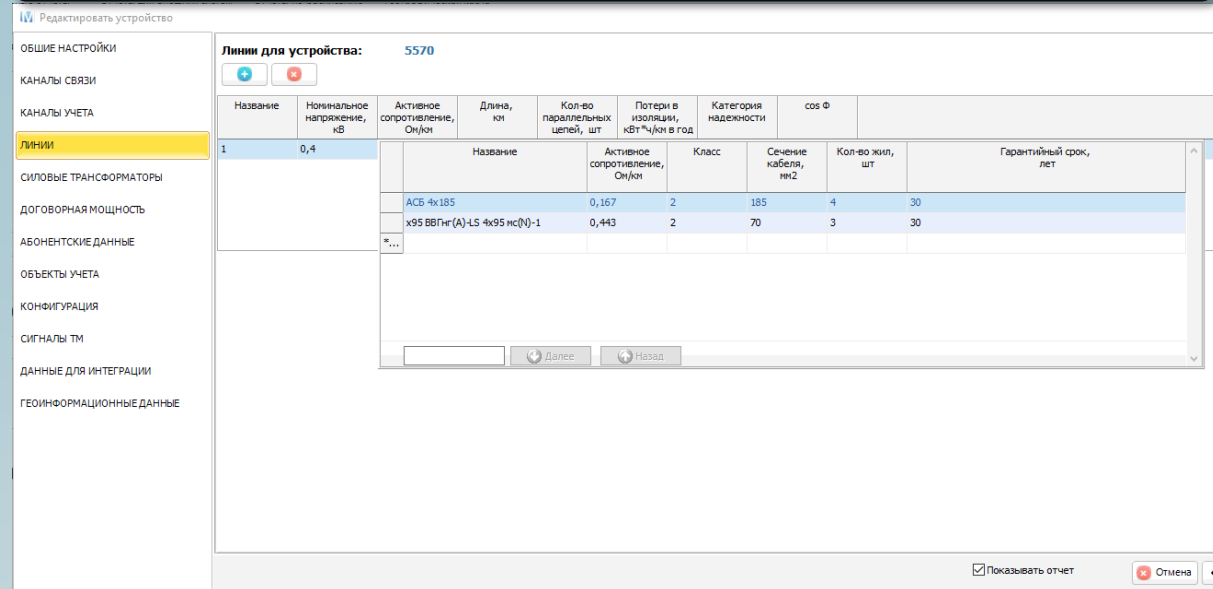 Редактировать устройство
ОБЩИЕ НАСТРОЙКИ
КАНАЛЫ СВЯЗИ
КАНАЛЫ УЧЕТА
ЛИНИИ
СИЛОВЫЕ ТРАНСФОРМАТОРЫ
ДОГОВОРНАЯ МОЩНОСТЬ
АБОНЕНТСКИЕ ДАННЫЕ
ОБЪЕКТЫ УЧЕТА
КОНФИГУРАЦИЯ
СИГНАЛЫ ТМ
ДАННЫЕ ДЛЯ ИНТЕГРАЦИИ
ГЕОИНФОРМАЦИОННЫЕ ДАННЫЕ
Линии для устройства: 5570
Название
Номинальное напряжение, кВ
Активное сопротивление, Ом/км
Длина, км
Кол-во параллельных цепей, шт
Потери в изоляции, кВт*ч/км в год
Категория надежности
cos Ф
1 0,4
Название
Активное сопротивление, Ом/км
Класс
Сечение кабеля, мм2
Кол-во жил, шт
Гарантийный срок, лет
АСБ 4х185 0,167 2 185 4 30
х95 ВВГнг(А)-LS 4х95 мс(N)-1 0,443 2 70 3 30
*...
Далее
Назад
Показывать отчет
Отмена